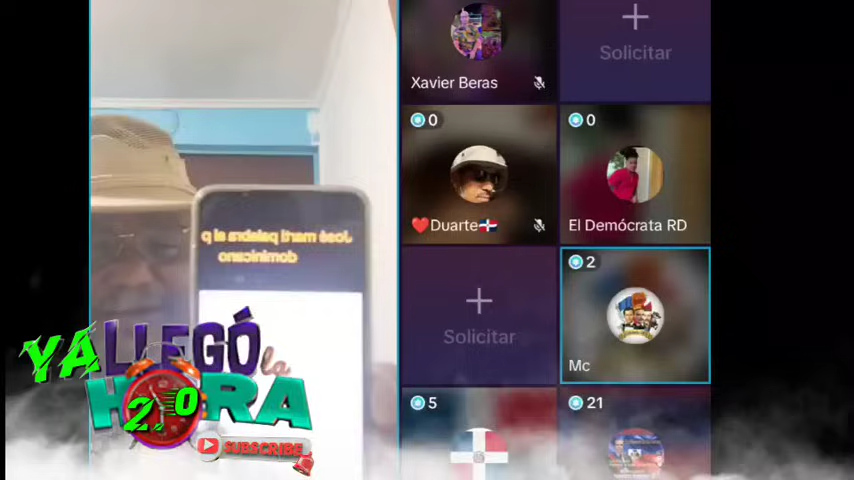 Xavier Beras
Solicitar
0
❤️Duarte🇩🇴
0
El Demócrata RD
José marti palabra al p
dominicano
Solicitar
2
Mc
5
21
YA LLEGÓ la
HORA
2.0
SUBSCRIBE